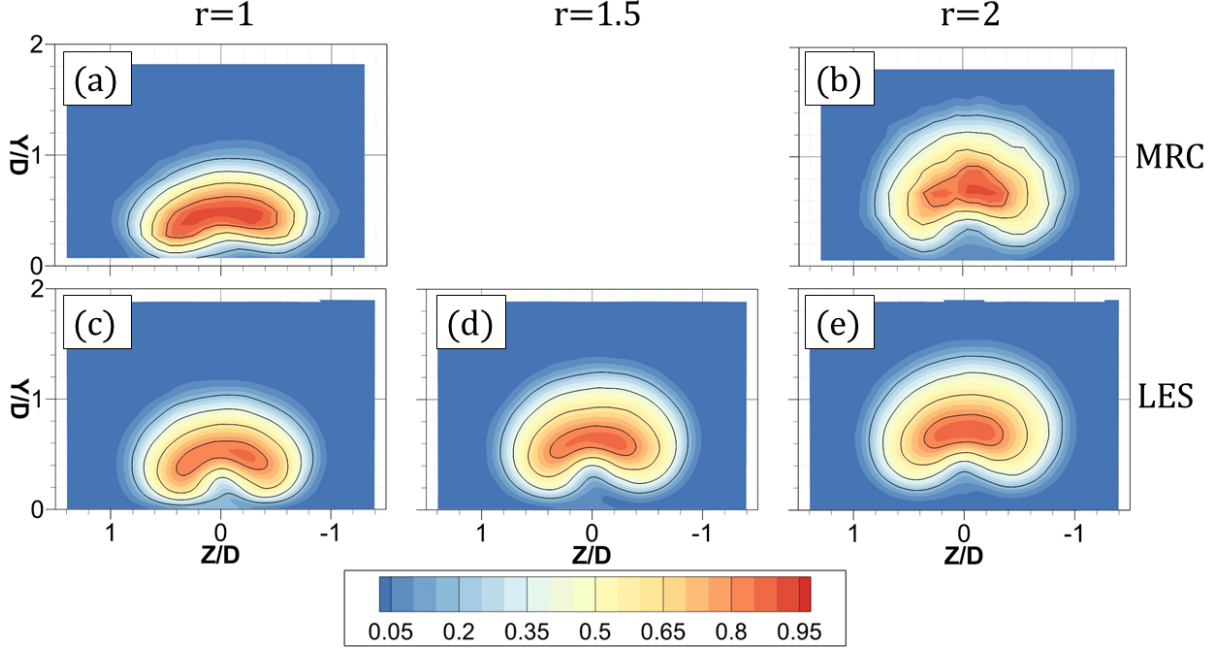 r=1 r=1.5 r=2
2 (a) (b)
Y/D 1 MRC
0
2 (c) (d) (e)
Y/D 1 LES
0
1 0 -1 1 0 -1 1 0 -1
Z/D Z/D Z/D
0.05 0.2 0.35 0.5 0.65 0.8 0.95